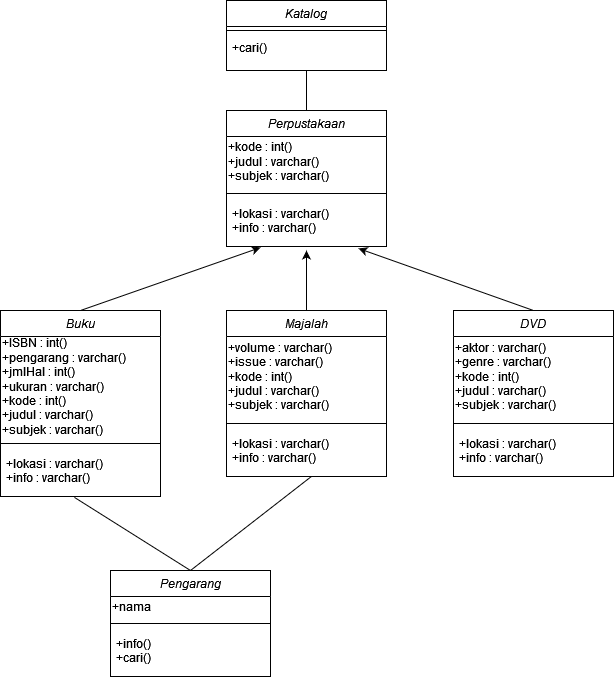 Katalog
+cari()
Perpustakaan
+kode : int()
+judul : varchar()
+subjek : varchar()
+lokasi : varchar()
+info : varchar()
Buku
+ISBN : int()
+pengarang : varchar()
+jmlHal : int()
+ukuran : varchar()
+kode : int()
+judul : varchar()
+subjek : varchar()
+lokasi : varchar()
+info : varchar()
Majalah
+volume : varchar()
+issue : varchar()
+kode : int()
+judul : varchar()
+subjek : varchar()
+lokasi : varchar()
+info : varchar()
DVD
+aktor : varchar()
+genre : varchar()
+kode : int()
+judul : varchar()
+subjek : varchar()
+lokasi : varchar()
+info : varchar()
Pengarang
+nama
+info()
+cari()